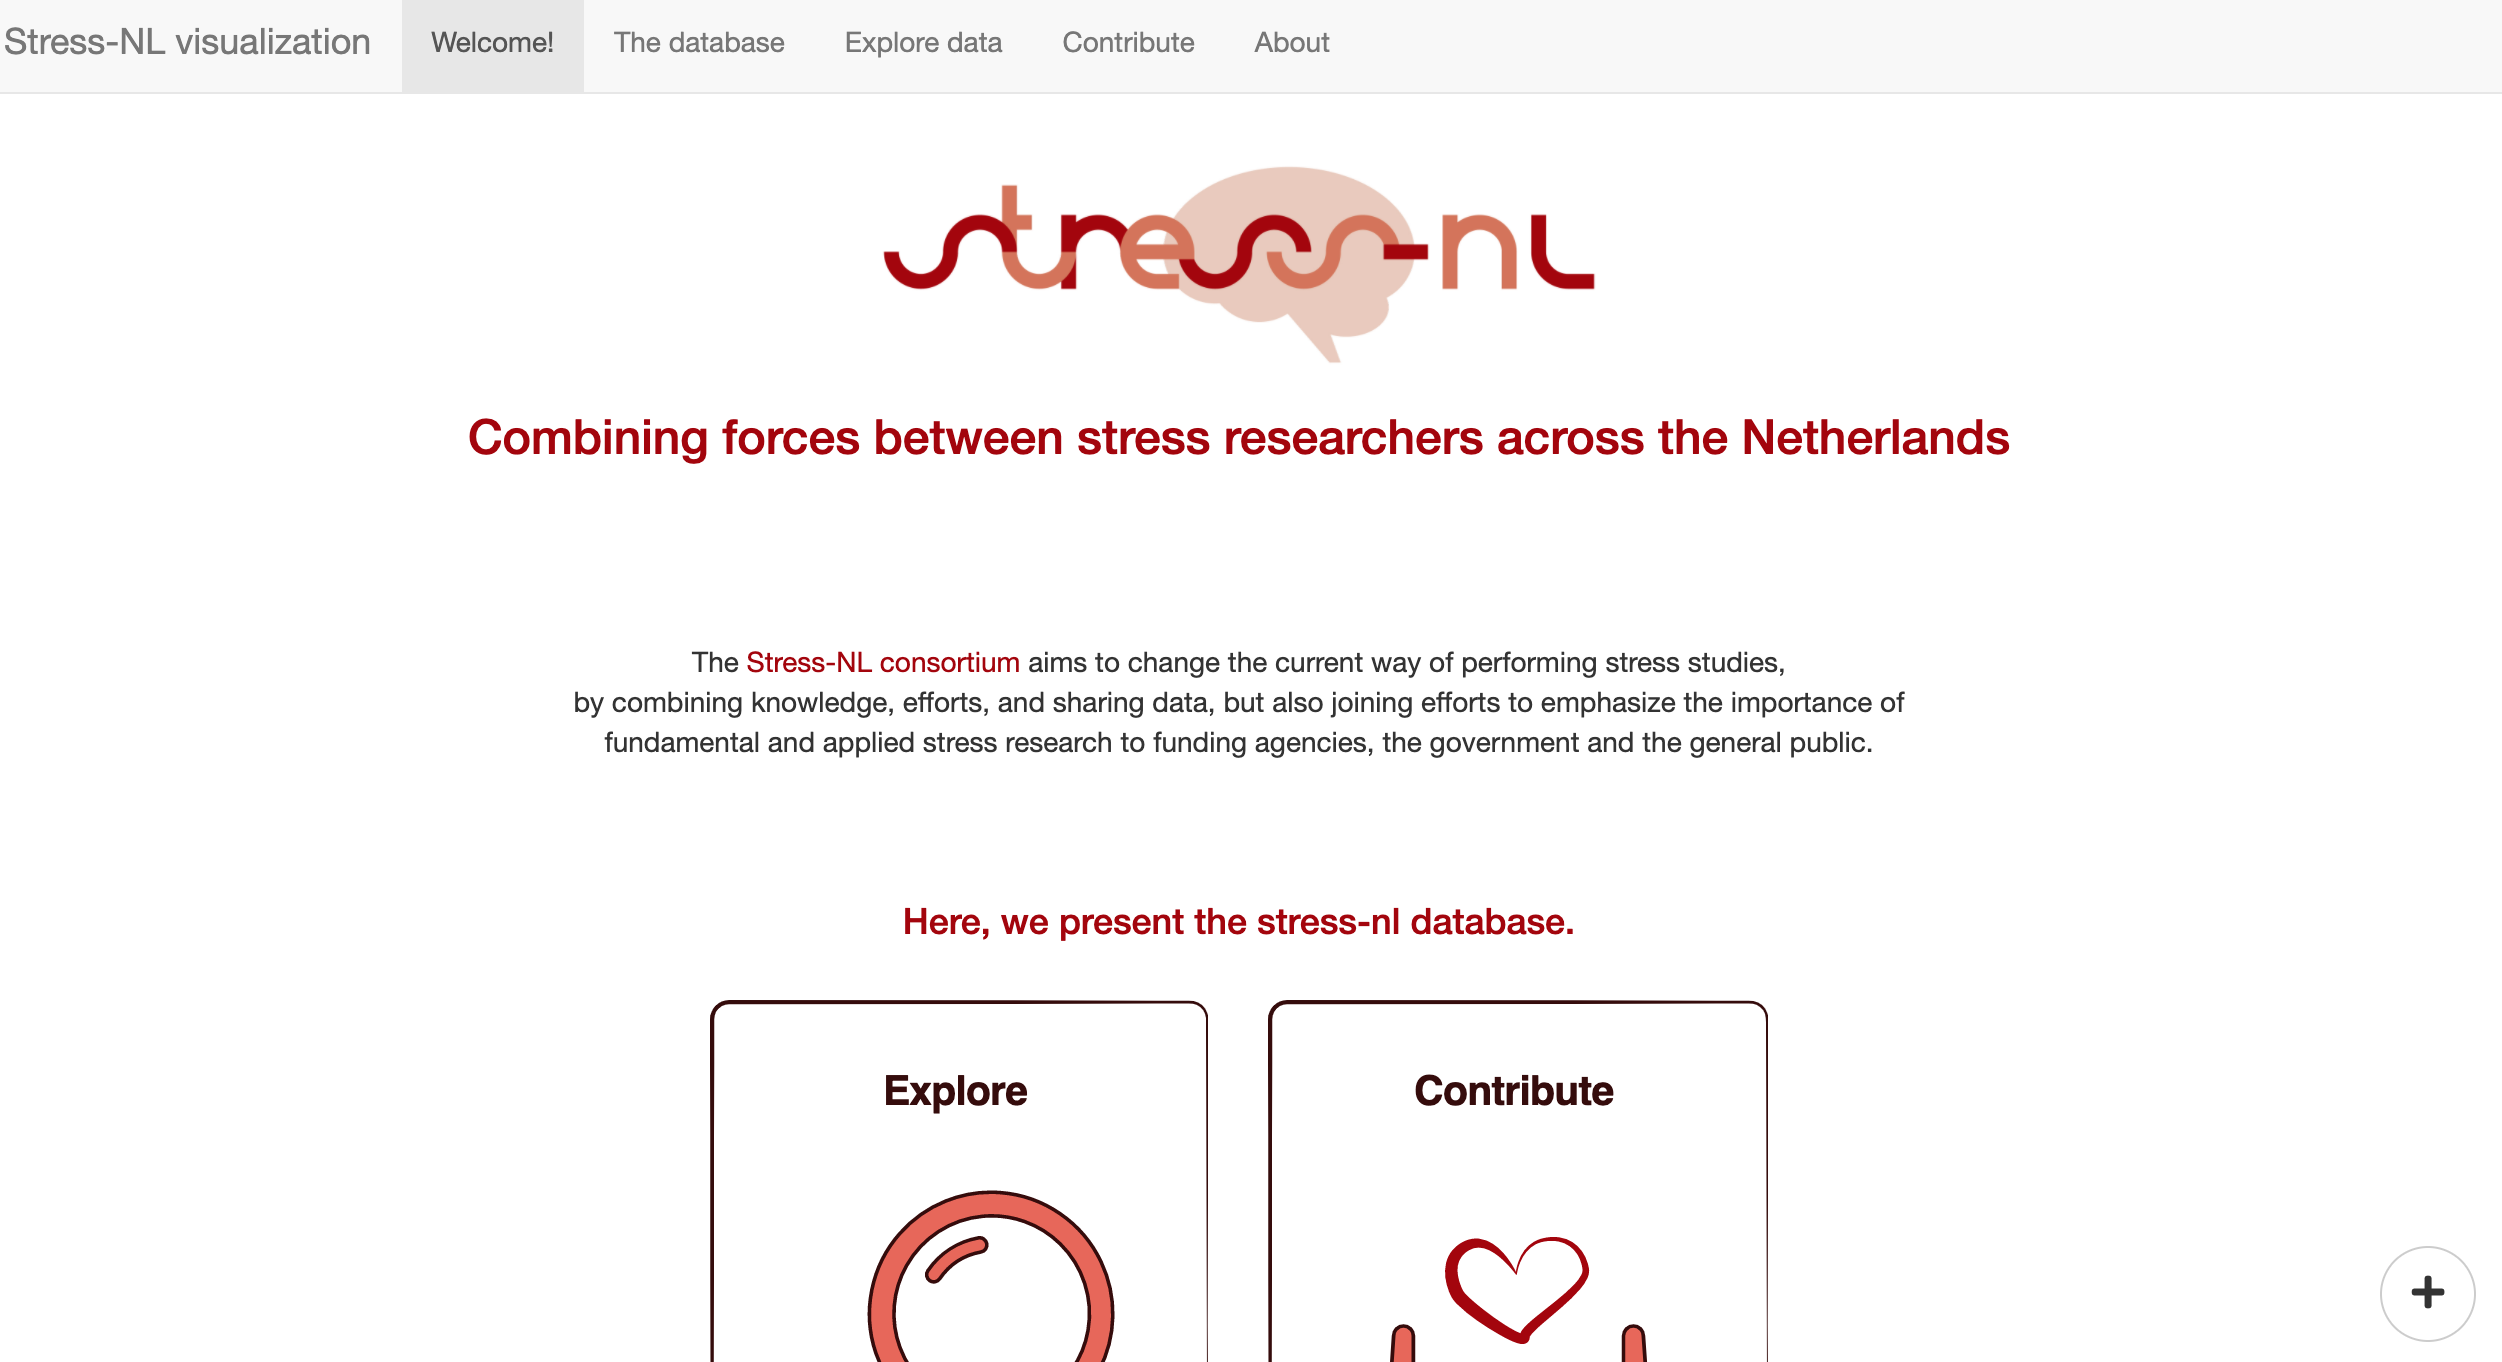 Stress-NL visualization Welcome! The database Explore data Contribute About
stress-nl
Combining forces between stress researchers across the Netherlands
The Stress-NL consortium aims to change the current way of performing stress studies,
by combining knowledge, efforts, and sharing data, but also joining efforts to emphasize the importance of
fundamental and applied stress research to funding agencies, the government and the general public.
Here, we present the stress-nl database.
Explore
Contribute